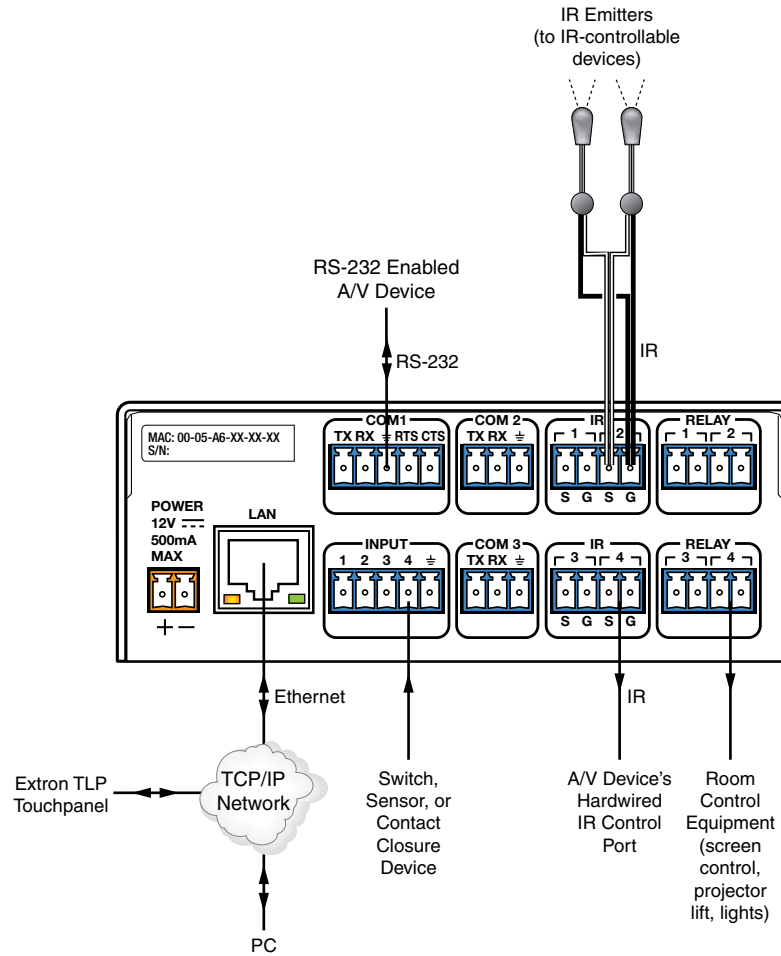 IR Emitters
(to IR-controllable
devices)
RS-232 Enabled
A/V Device
RS-232
IR
MAC: 00-05-A6-XX-XX-XX
S/N:
COM1
TX RX ⏚ RTS CTS
COM 2
TX RX ⏚
IR
1 2
S G S G
RELAY
1 2
POWER
12V ⎓
500mA
MAX
+ −
LAN
INPUT
1 2 3 4 ⏚
COM 3
TX RX ⏚
IR
3 4
S G S G
RELAY
3 4
Ethernet
IR
Extron TLP
Touchpanel
TCP/IP
Network
PC
Switch,
Sensor, or
Contact
Closure
Device
A/V Device's
Hardwired
IR Control
Port
Room
Control
Equipment
(screen
control,
projector
lift, lights)